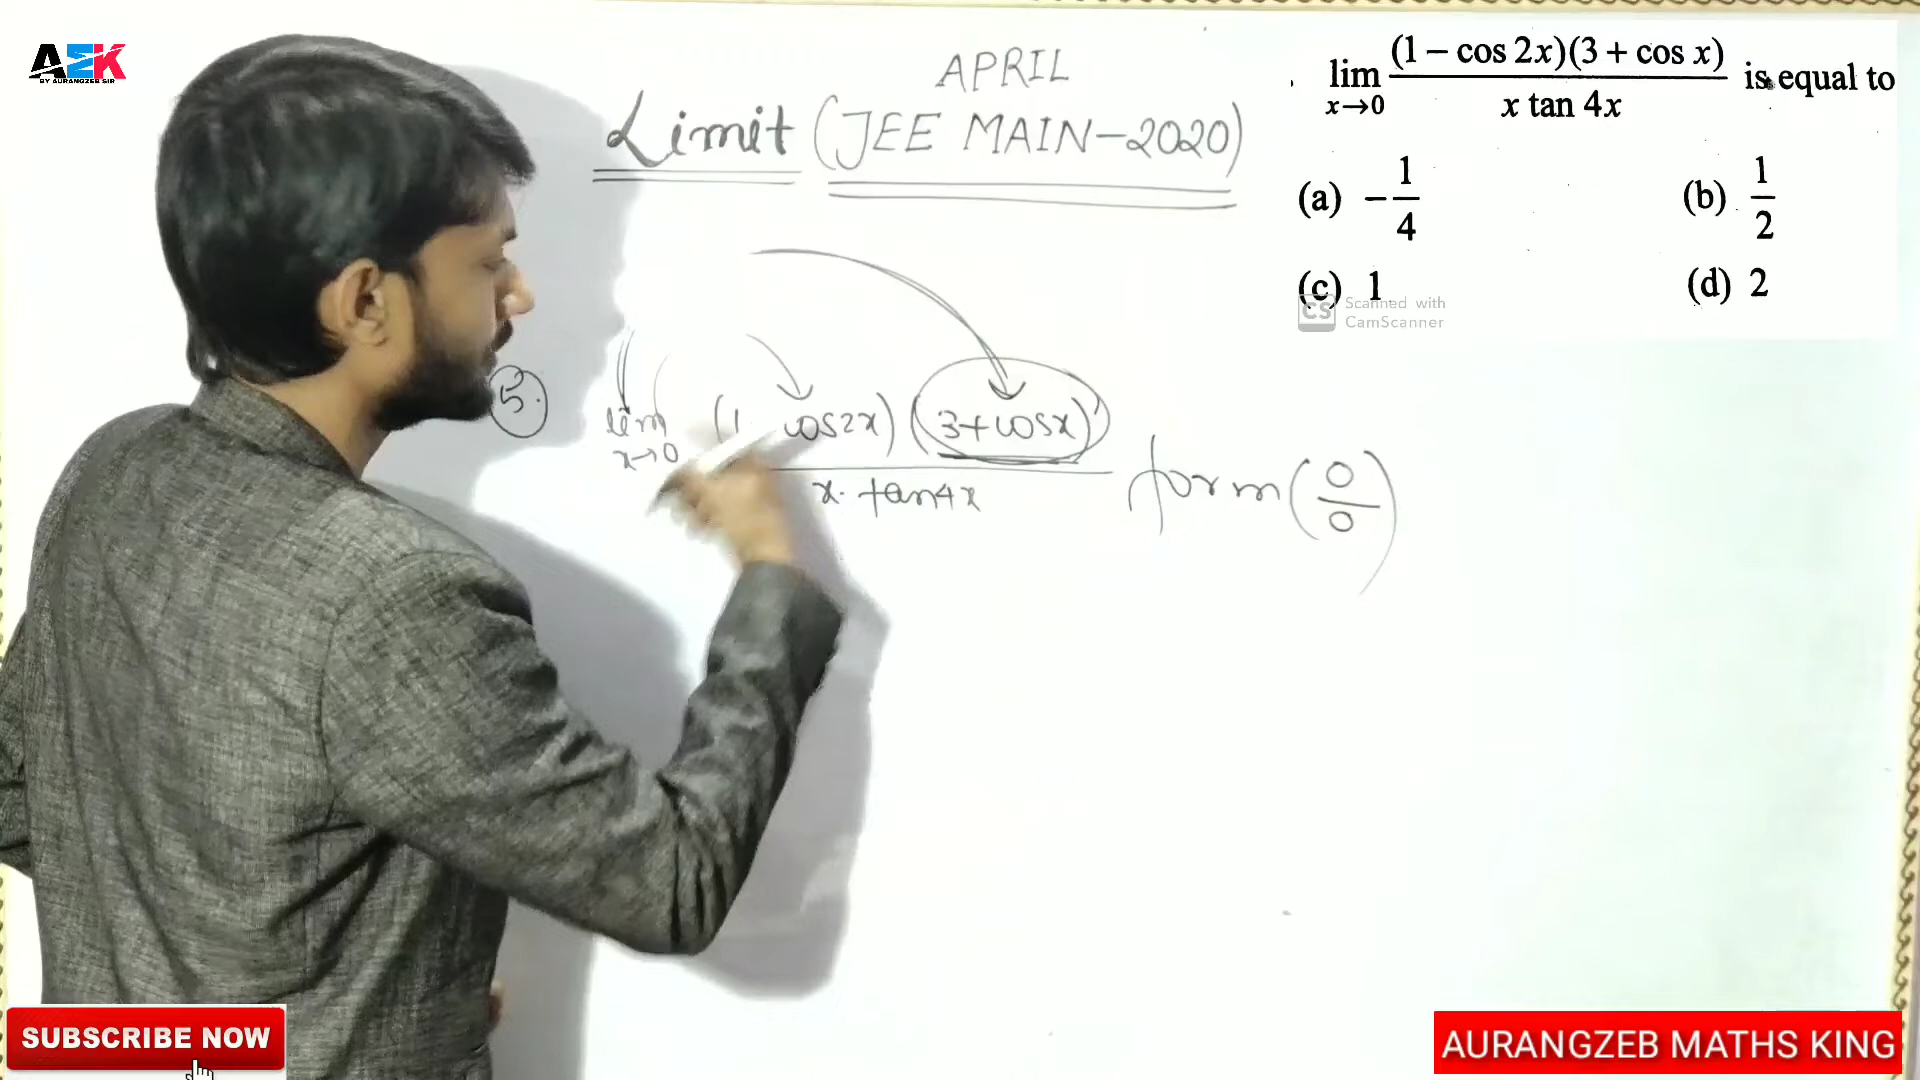 AEK
BY AURANGZEB SIR
APRIL
Limit (JEE MAIN-2020)
lim x→0 (1 − cos 2x)(3 + cos x) / x tan 4x is equal to
(a) −1/4
(b) 1/2
(c) 1
(d) 2
CS Scanned with
CamScanner
5.
lim x→0 (1 cos2x) (3+cosx) / x. tan4x form (0/0)
SUBSCRIBE NOW
AURANGZEB MATHS KING